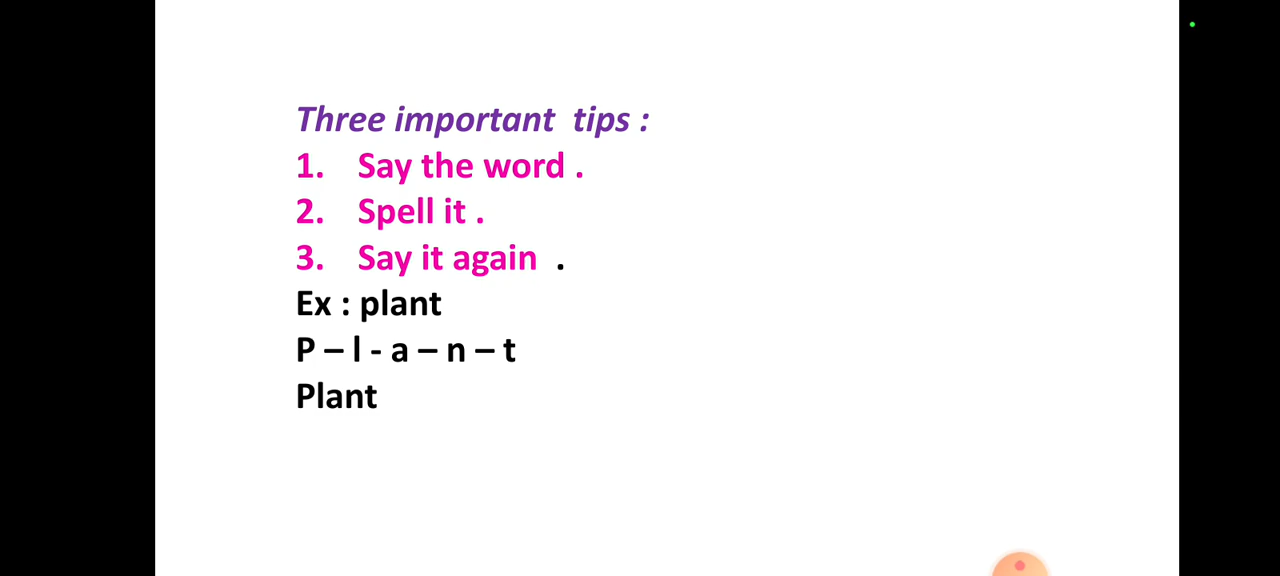 Three important tips :
1. Say the word .
2. Spell it .
3. Say it again .
Ex : plant
P – l - a – n – t
Plant